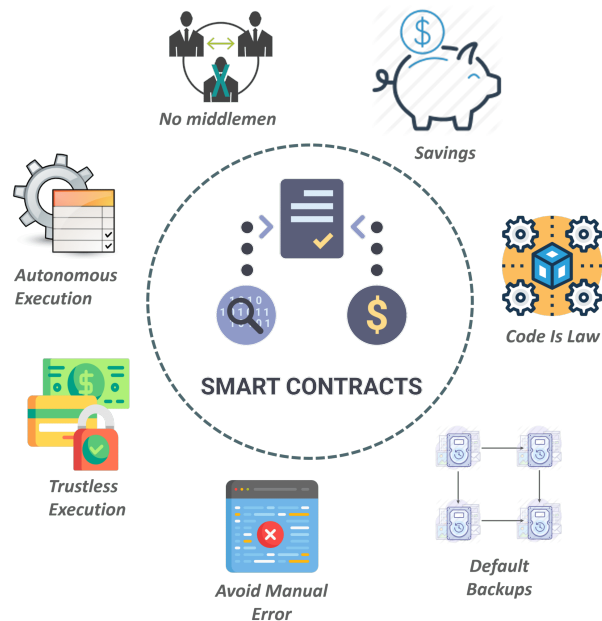 No middlemen
Savings
Autonomous
Execution
SMART CONTRACTS
Code Is Law
Trustless
Execution
Avoid Manual
Error
Default
Backups